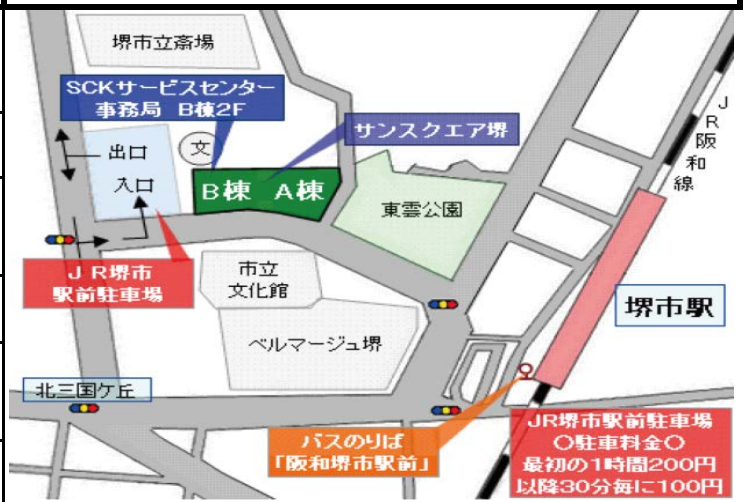 堺市立斎場
SCKサービスセンター
事務局 B棟2F
サンスクエア堺
JR阪和線
出口
文
入口
B棟 A棟
東雲公園
JR堺市
駅前駐車場
市立
文化館
堺市駅
ベルマージュ堺
北三国ケ丘
バスのりば
「阪和堺市駅前」
JR堺市駅前駐車場
○駐車料金○
最初の1時間200円
以降30分毎に100円